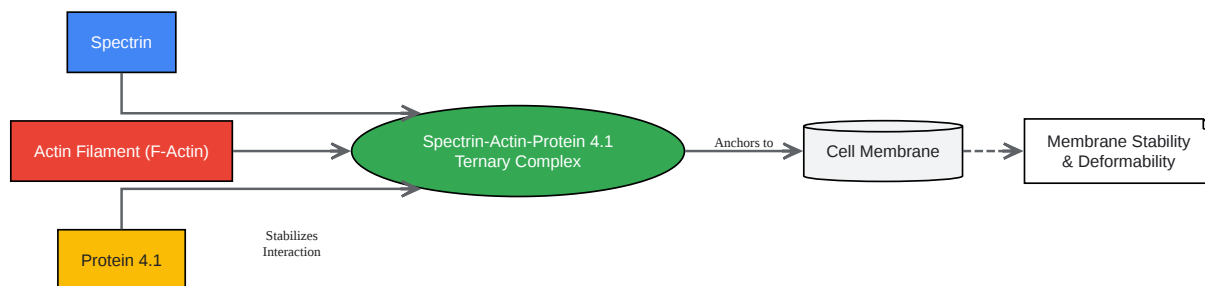 Spectrin
Actin Filament (F-Actin)
Protein 4.1
Stabilizes
Interaction
Spectrin-Actin-Protein 4.1
Ternary Complex
Anchors to
Cell Membrane
Membrane Stability
& Deformability